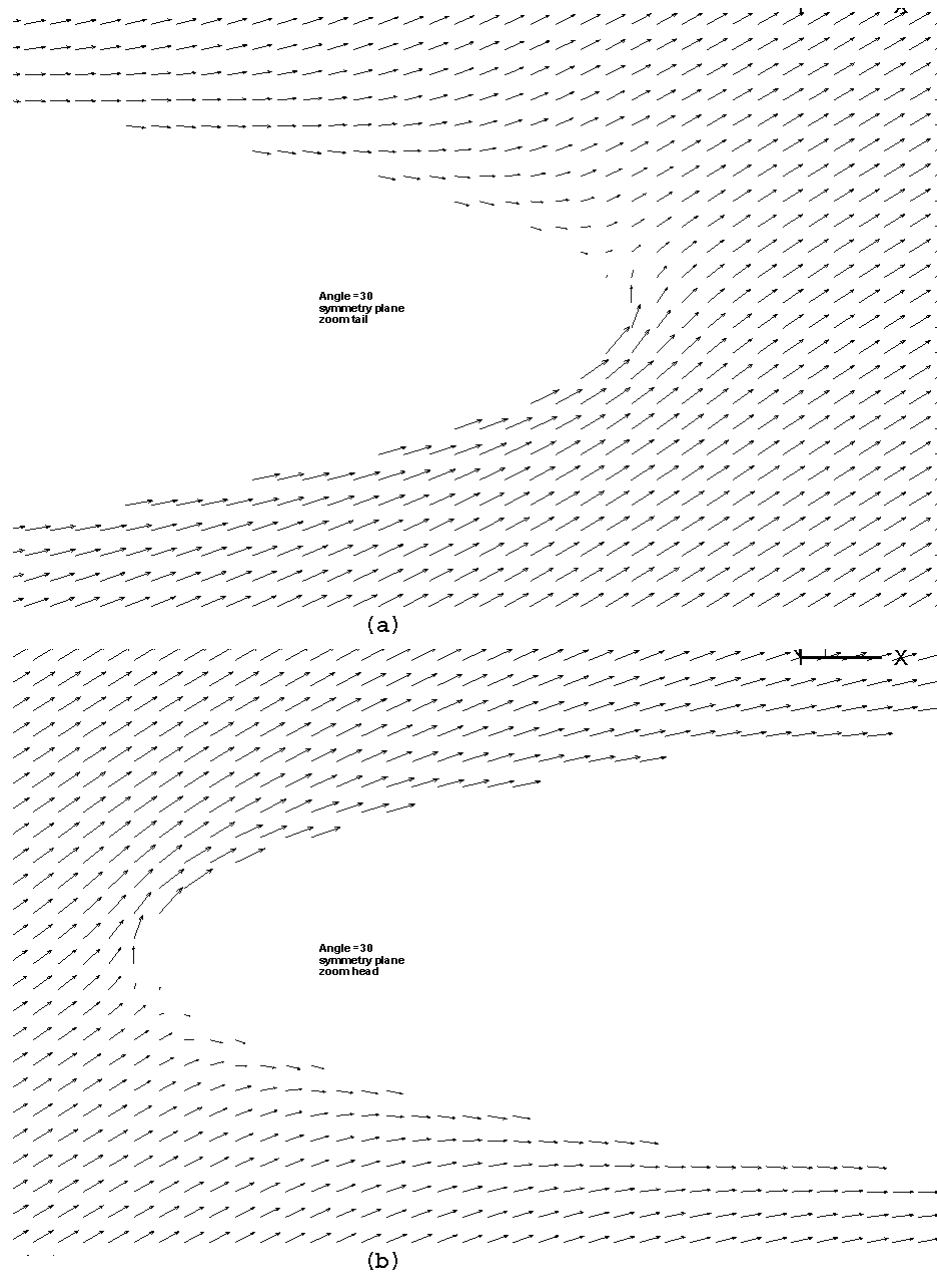 Angle =30
symmetry plane
zoom tail
(a)
X
Angle =30
symmetry plane
zoom head
(b)